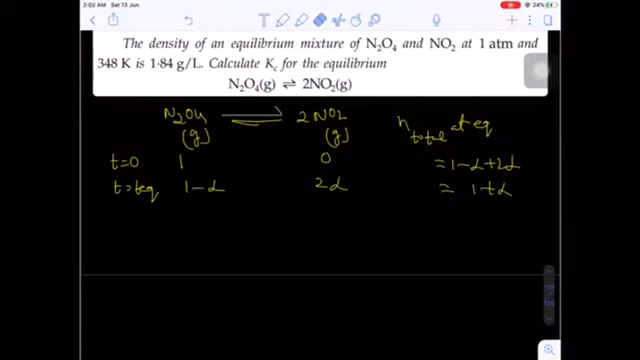 2:02 AM Sat 13 Jun
24%
The density of an equilibrium mixture of N₂O₄ and NO₂ at 1 atm and
348 K is 1·84 g/L. Calculate K꜀ for the equilibrium
N₂O₄(g) ⇌ 2NO₂(g)
N₂O₄ ⇌ 2NO₂ n total at eq
(g) (g)
t=0 1 0 =1-α+2α
t=teq 1-α 2α = 1+α